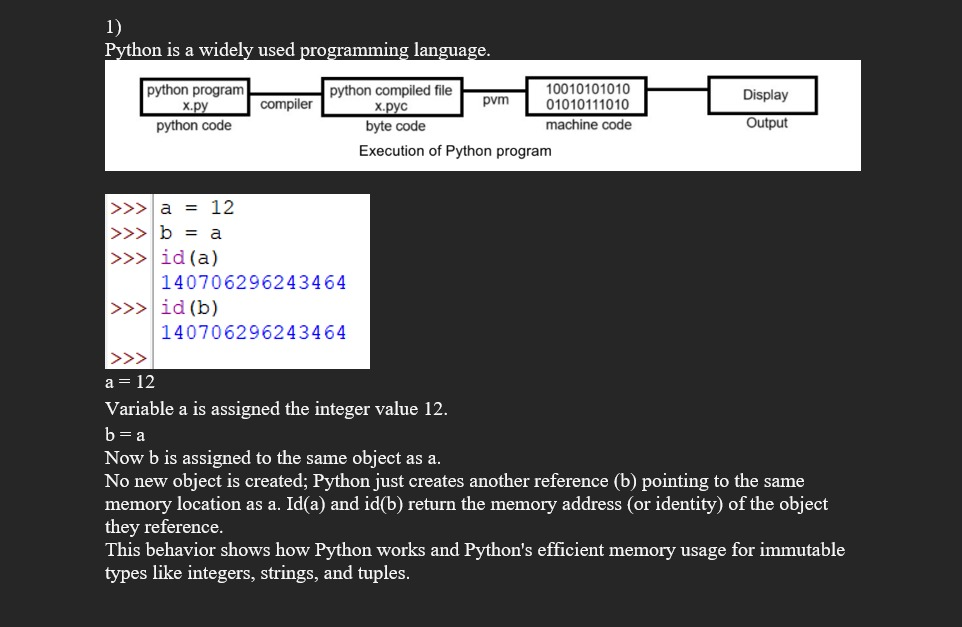 1)
Python is a widely used programming language.
python program
x.py
python code
compiler
python compiled file
x.pyc
byte code
pvm
10010101010
01010111010
machine code
Display
Output
Execution of Python program
>>> a = 12
>>> b = a
>>> id(a)
140706296243464
>>> id(b)
140706296243464
>>>
a = 12
Variable a is assigned the integer value 12.
b = a
Now b is assigned to the same object as a.
No new object is created; Python just creates another reference (b) pointing to the same
memory location as a. Id(a) and id(b) return the memory address (or identity) of the object
they reference.
This behavior shows how Python works and Python's efficient memory usage for immutable
types like integers, strings, and tuples.